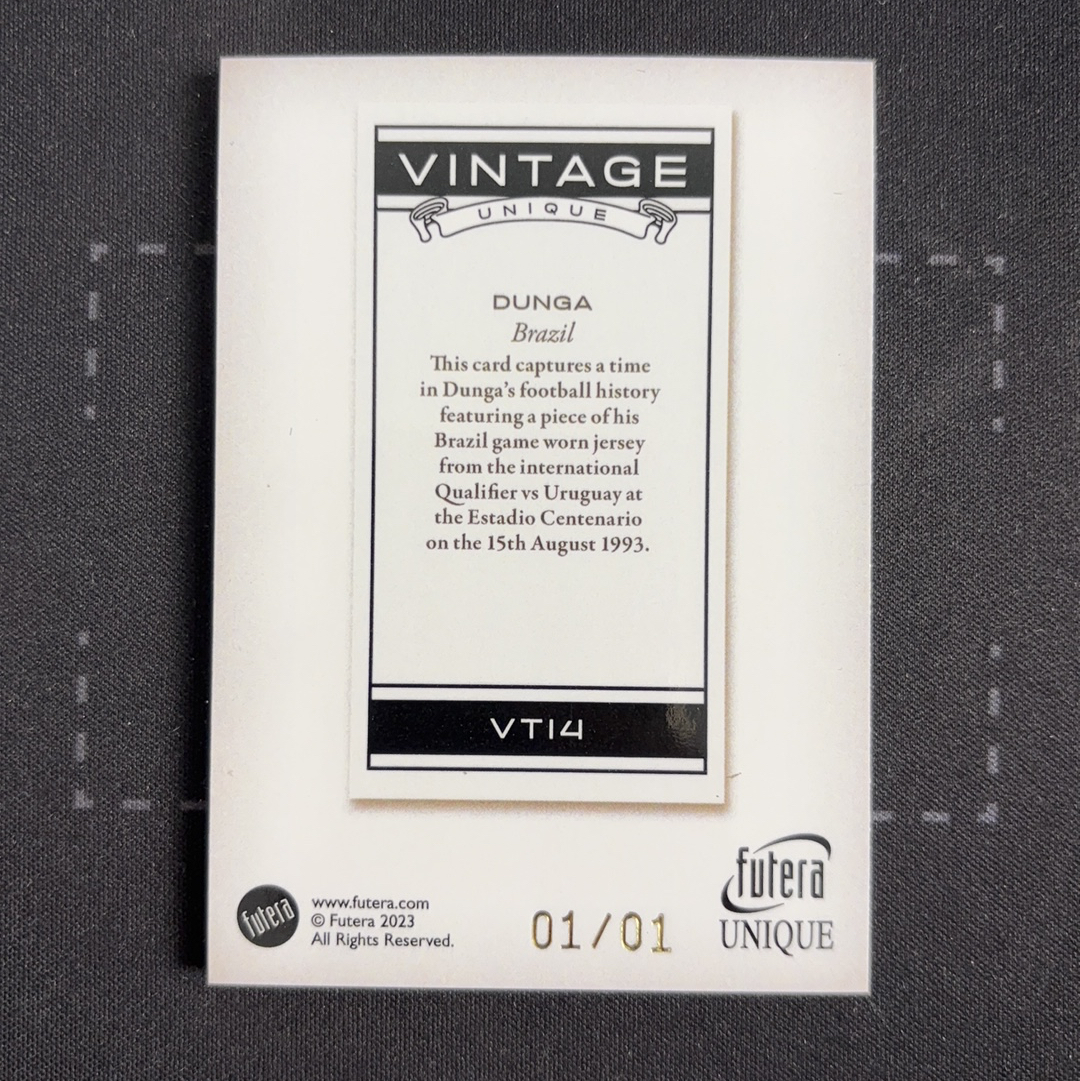 VINTAGE
UNIQUE
DUNGA
Brazil
This card captures a time
in Dunga's football history
featuring a piece of his
Brazil game worn jersey
from the international
Qualifier vs Uruguay at
the Estadio Centenario
on the 15th August 1993.
VT14
futera
www.futera.com
© Futera 2023
All Rights Reserved.
01/01
futera
UNIQUE